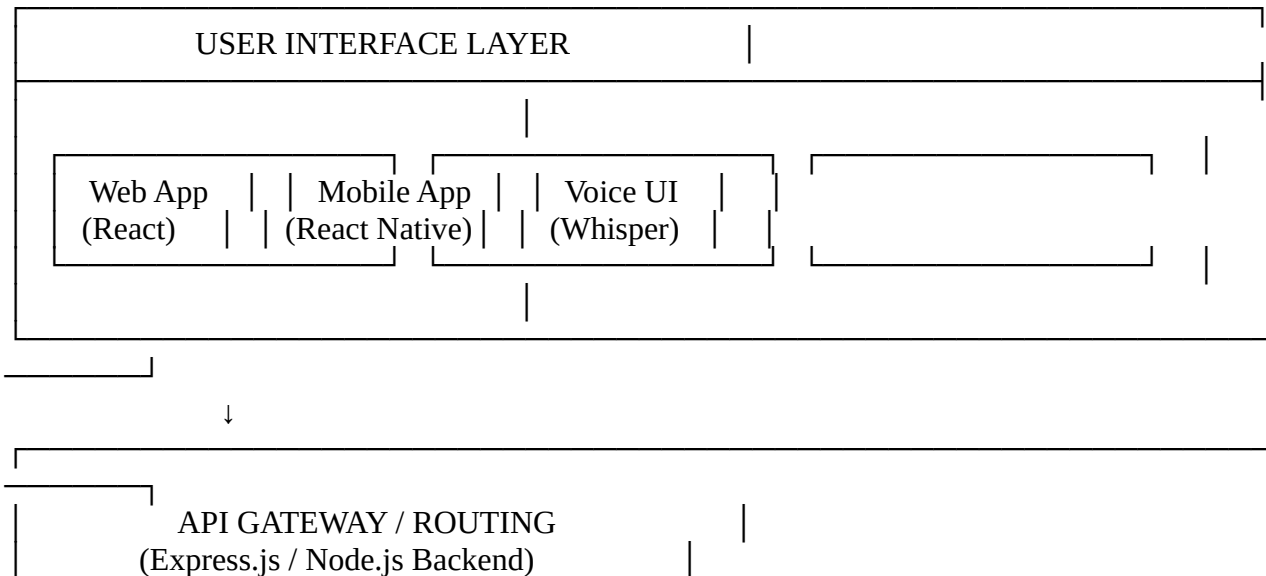 USER INTERFACE LAYER
Web App │ │ Mobile App │ │ Voice UI │ │
(React) │ │ (React Native) │ │ (Whisper) │ │
↓
API GATEWAY / ROUTING
(Express.js / Node.js Backend)